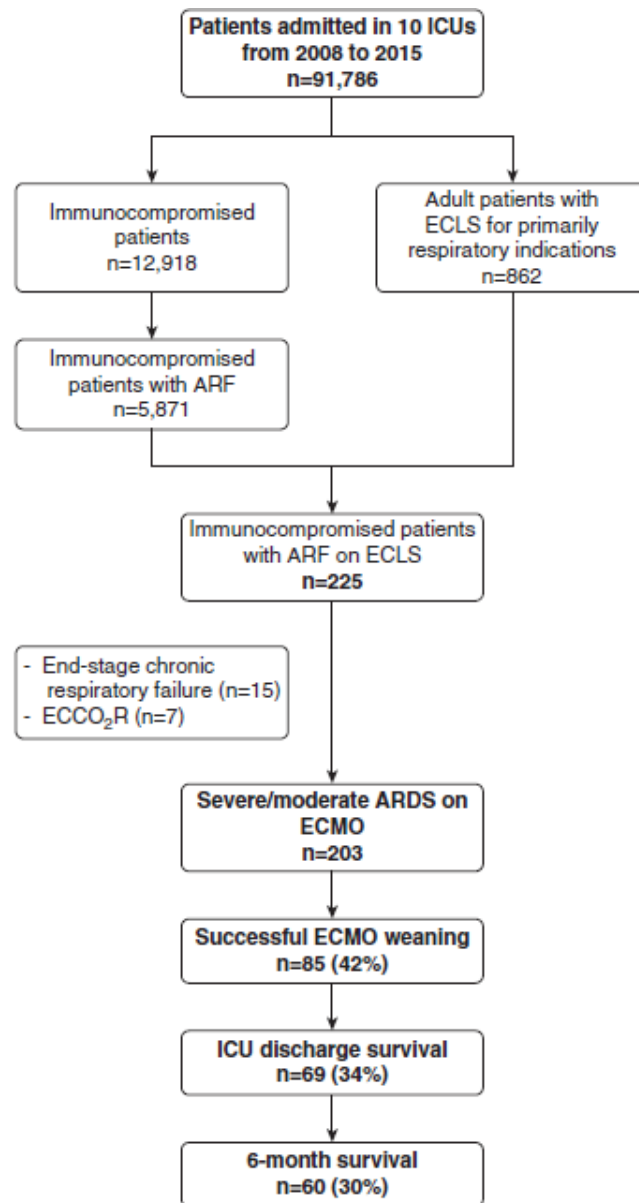 Patients admitted in 10 ICUs
from 2008 to 2015
n=91,786
Immunocompromised
patients
n=12,918
Adult patients with
ECLS for primarily
respiratory indications
n=862
Immunocompromised
patients with ARF
n=5,871
Immunocompromised patients
with ARF on ECLS
n=225
- End-stage chronic
respiratory failure (n=15)
- ECCO₂R (n=7)
Severe/moderate ARDS on
ECMO
n=203
Successful ECMO weaning
n=85 (42%)
ICU discharge survival
n=69 (34%)
6-month survival
n=60 (30%)